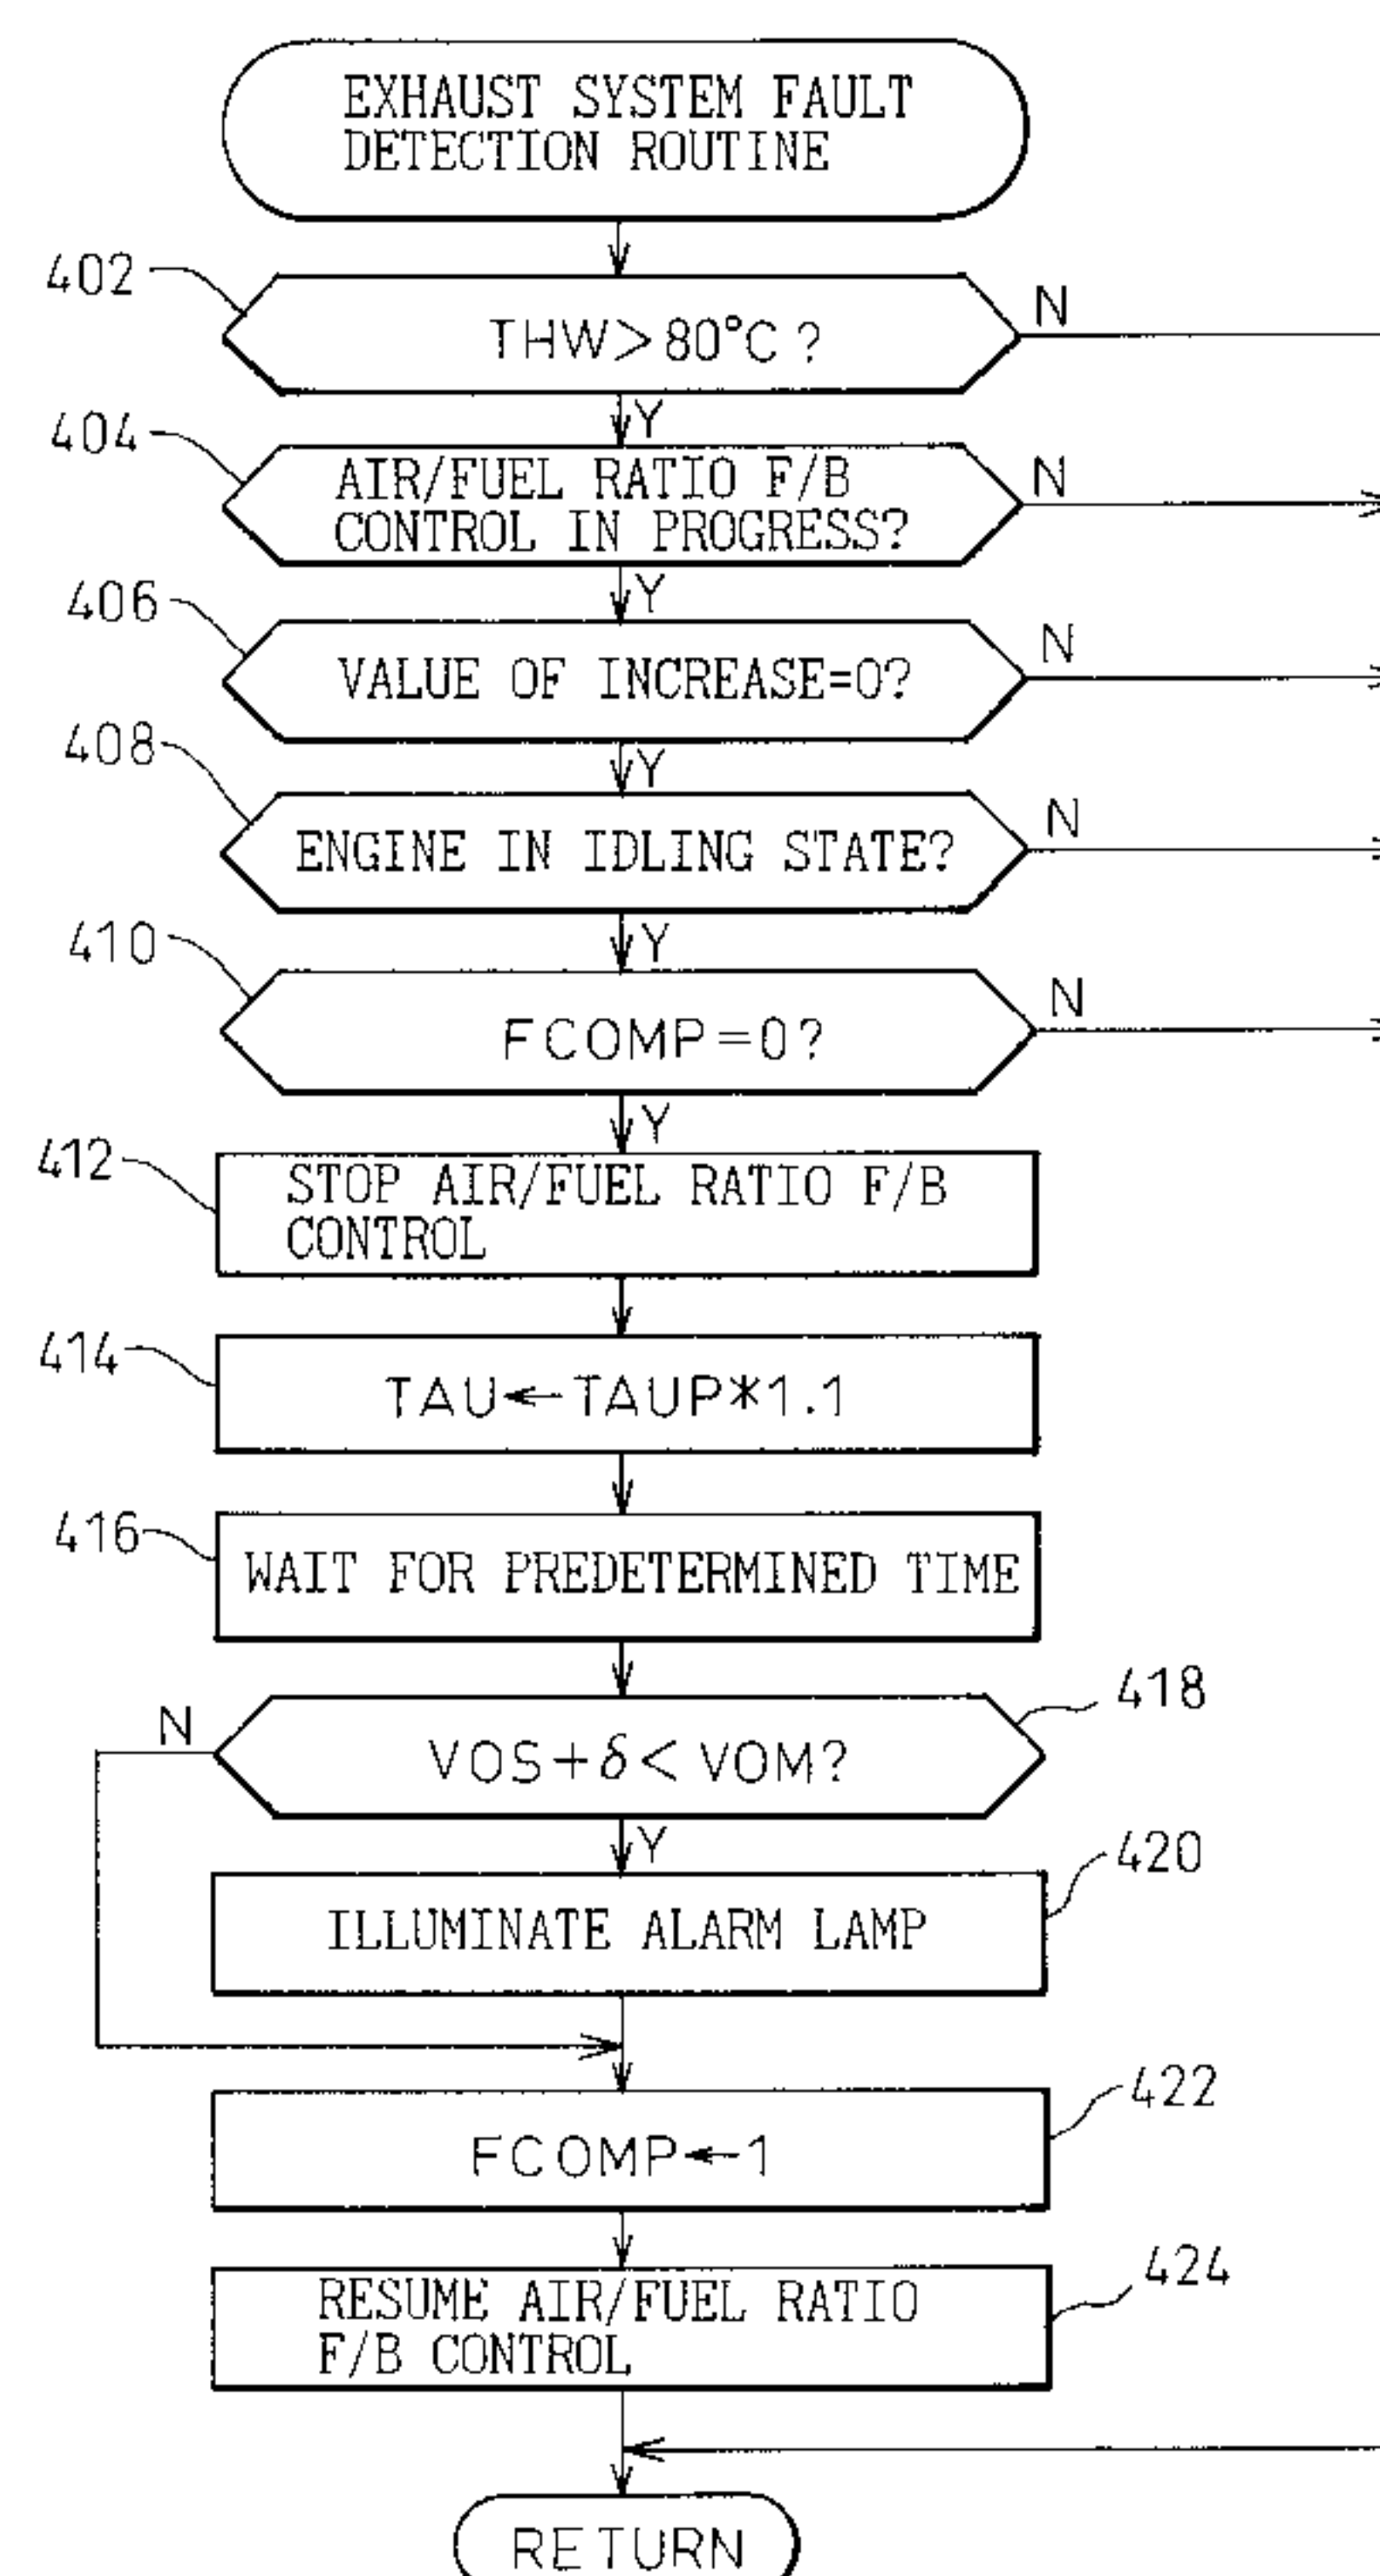 EXHAUST SYSTEM FAULT
DETECTION ROUTINE
402
THW>80°C?
N
Y
404
AIR/FUEL RATIO F/B
CONTROL IN PROGRESS?
N
Y
406
VALUE OF INCREASE=0?
N
Y
408
ENGINE IN IDLING STATE?
N
Y
410
FCOMP=0?
N
Y
412
STOP AIR/FUEL RATIO F/B
CONTROL
414
TAU←TAUP*1.1
416
WAIT FOR PREDETERMINED TIME
418
N
VOS+δ<VOM?
Y
420
ILLUMINATE ALARM LAMP
422
FCOMP←1
424
RESUME AIR/FUEL RATIO
F/B CONTROL
RETURN